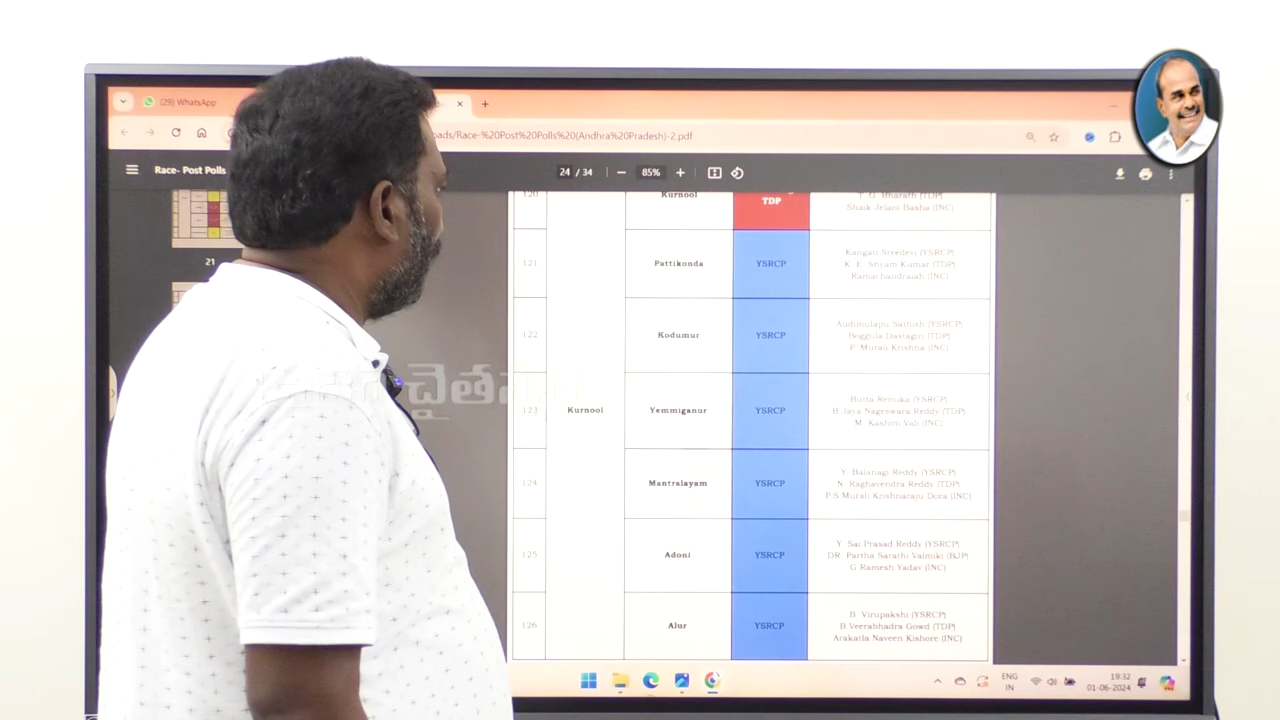 (29) WhatsApp
oads/Race-%20Post%20Polls%20(Andhra%20Pradesh)-2.pdf
Race- Post Polls
24 / 34
85%
21
120
Kurnool
TDP
T. G. Bharath (TDP)
Shaik Jelani Basha (INC)
121
Pattikonda
YSRCP
Kangati Sreedevi (YSRCP)
K. E. Shyam Kumar (TDP)
Ramachandraiah (INC)
122
Kodumur
YSRCP
Audimulapu Sathish (YSRCP)
Boggula Dastagiri (TDP)
P. Murali Krishna (INC)
123
Kurnool
Yemmiganur
YSRCP
Butta Renuka (YSRCP)
B.Jaya Nageswara Reddy (TDP)
M. Kashim Vali (INC)
124
Mantralayam
YSRCP
Y. Balanagi Reddy (YSRCP)
N. Raghavendra Reddy (TDP)
P S Murali Krishnaraju Dora (INC)
125
Adoni
YSRCP
Y. Sai Prasad Reddy (YSRCP)
DR. Partha Sarathi Valmiki (BJP)
G Ramesh Yadav (INC)
126
Alur
YSRCP
B. Virupakshi (YSRCP)
B.Veerabhadra Gowd (TDP)
Arakatla Naveen Kishore (INC)
ENG
IN
19:32
01-06-2024